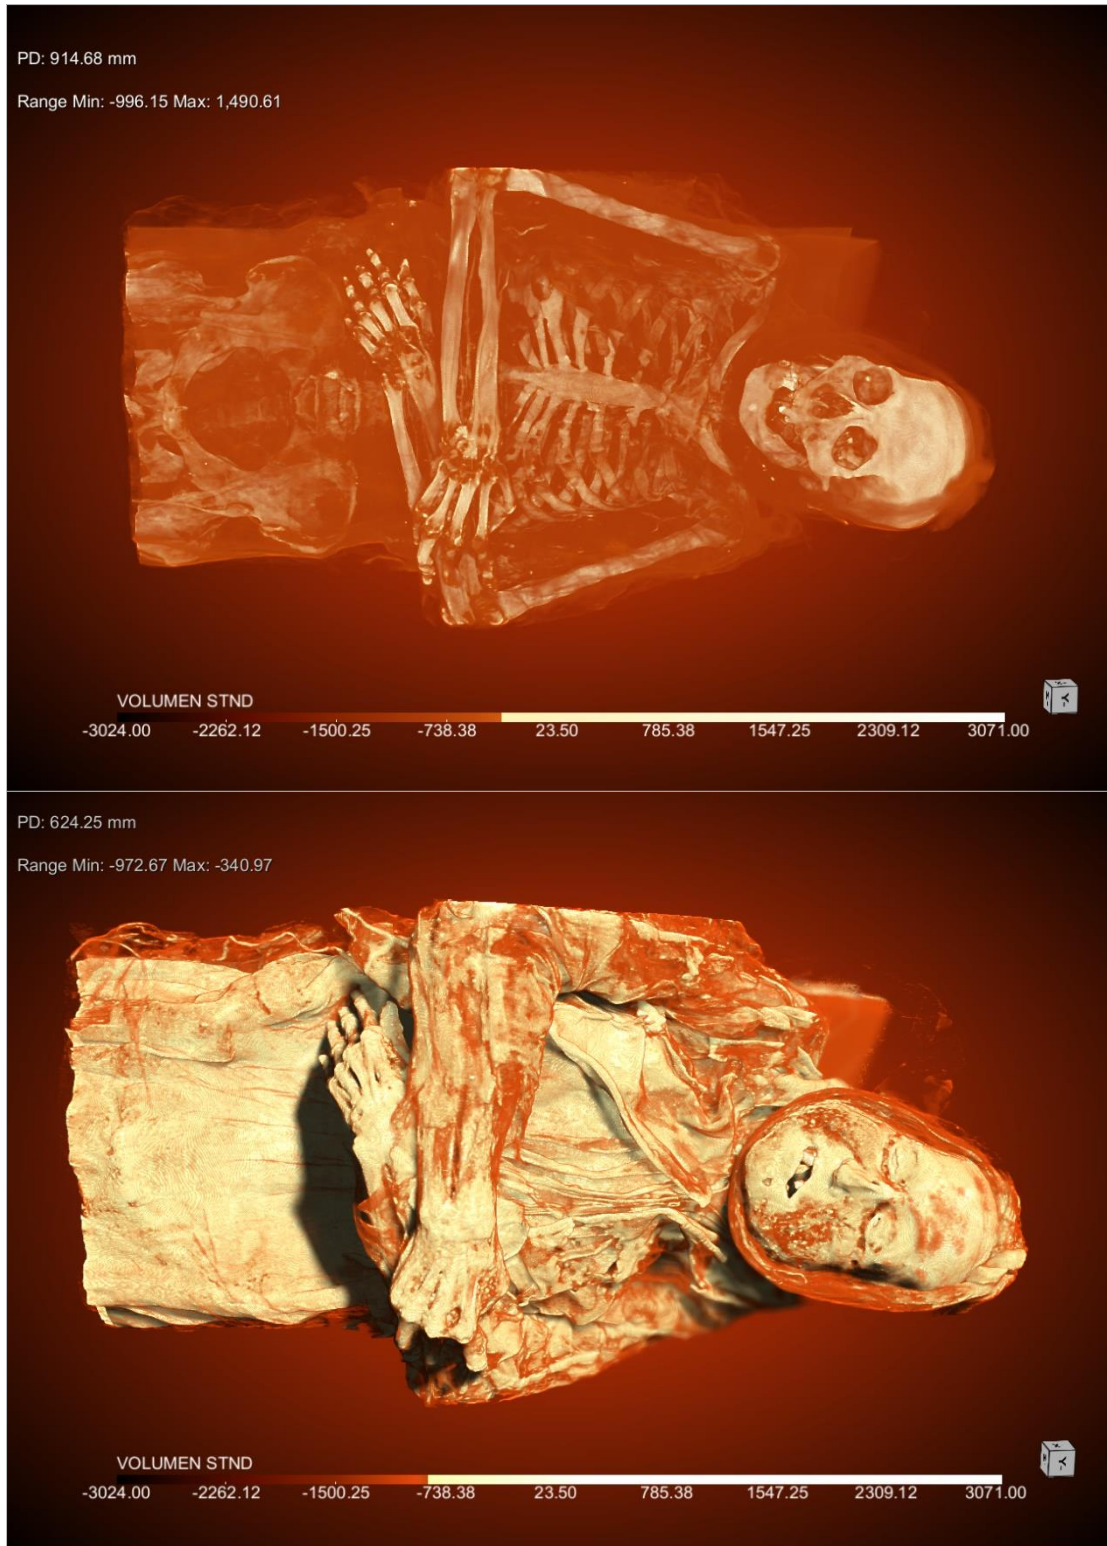 PD: 914.68 mm
Range Min: -996.15 Max: 1,490.61
VOLUMEN STND
-3024.00 -2262.12 -1500.25 -738.38 23.50 785.38 1547.25 2309.12 3071.00
PD: 624.25 mm
Range Min: -972.67 Max: -340.97
VOLUMEN STND
-3024.00 -2262.12 -1500.25 -738.38 23.50 785.38 1547.25 2309.12 3071.00